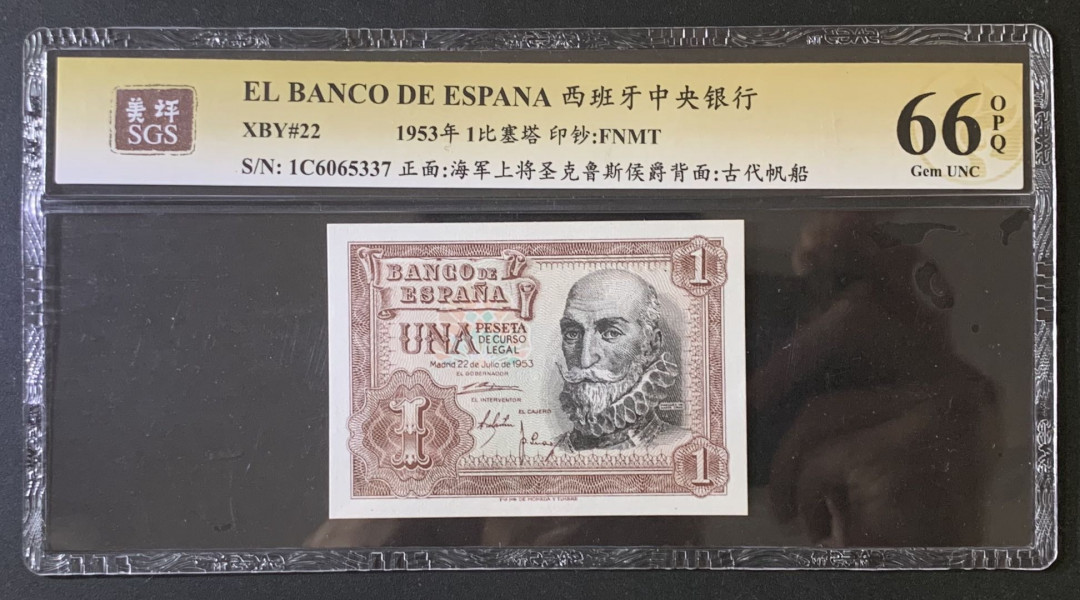 美评
SGS
EL BANCO DE ESPANA 西班牙中央银行
XBY#22 1953年 1比塞塔 印钞:FNMT
S/N: 1C6065337 正面:海军上将圣克鲁斯侯爵背面:古代帆船
66 OPQ
Gem UNC
1
BANCO DE
ESPAÑA
UNA PESETA
DE CURSO
LEGAL
Madrid 22 de Julio de 1953
EL GOBERNADOR
EL INTERVENTOR
EL CAJERO
1
1